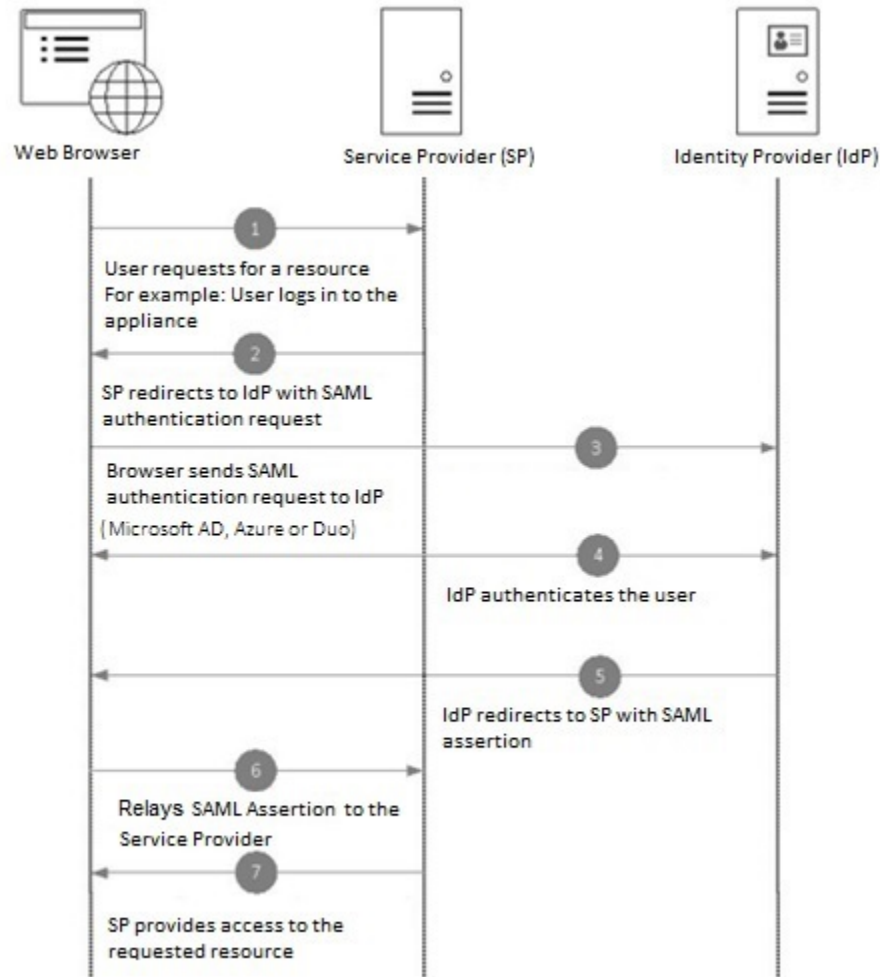 Web Browser
Service Provider (SP)
Identity Provider (IdP)
1
User requests for a resource
For example: User logs in to the
appliance
2
SP redirects to IdP with SAML
authentication request
3
Browser sends SAML
authentication request to IdP
(Microsoft AD, Azure or Duo)
4
IdP authenticates the user
5
IdP redirects to SP with SAML
assertion
6
Relays SAML Assertion to the
Service Provider
7
SP provides access to the
requested resource